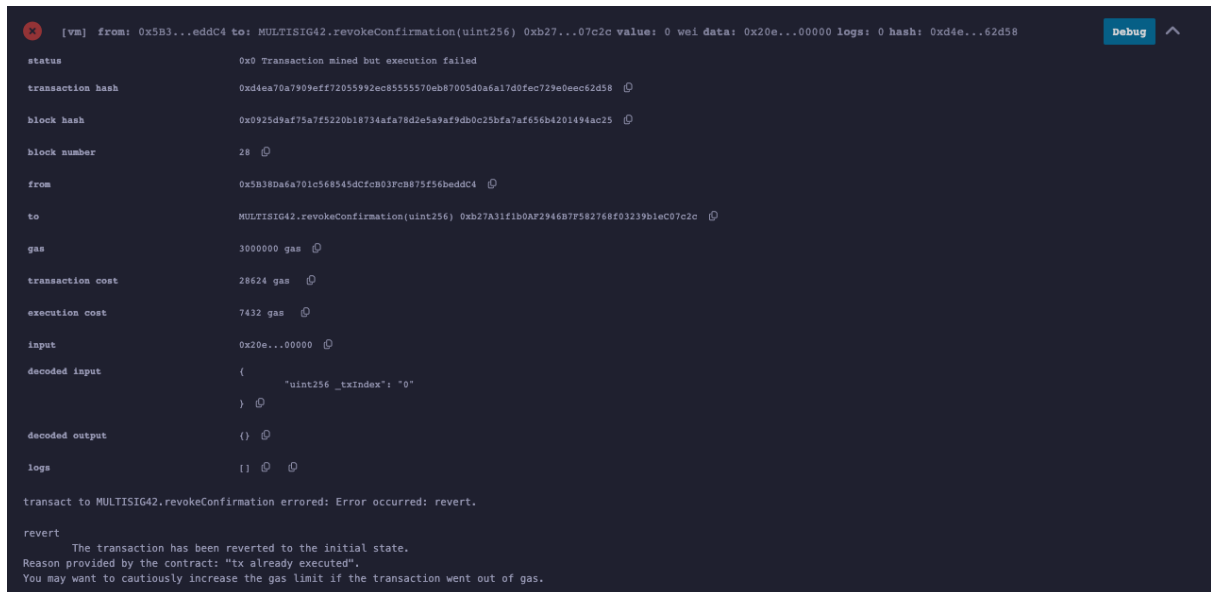 [vm] from: 0x5B3...eddC4 to: MULTISIG42.revokeConfirmation(uint256) 0xb27...07c2c value: 0 wei data: 0x20e...00000 logs: 0 hash: 0xd4e...62d58 Debug
status 0x0 Transaction mined but execution failed
transaction hash 0xd4ea70a7909eff72055992ec85555570eb87005d0a6a17d0fec729e0eec62d58
block hash 0x0925d9af75a7f5220b18734afa78d2e5a9af9db0c25bfa7af656b4201494ac25
block number 28
from 0x5B38Da6a701c568545dCfcB03FcB875f56beddC4
to MULTISIG42.revokeConfirmation(uint256) 0xb27A31f1b0AF2946B7F582768f03239b1eC07c2c
gas 3000000 gas
transaction cost 28624 gas
execution cost 7432 gas
input 0x20e...00000
decoded input {
"uint256 _txIndex": "0"
}
decoded output {}
logs []
transact to MULTISIG42.revokeConfirmation errored: Error occurred: revert.
revert
The transaction has been reverted to the initial state.
Reason provided by the contract: "tx already executed".
You may want to cautiously increase the gas limit if the transaction went out of gas.